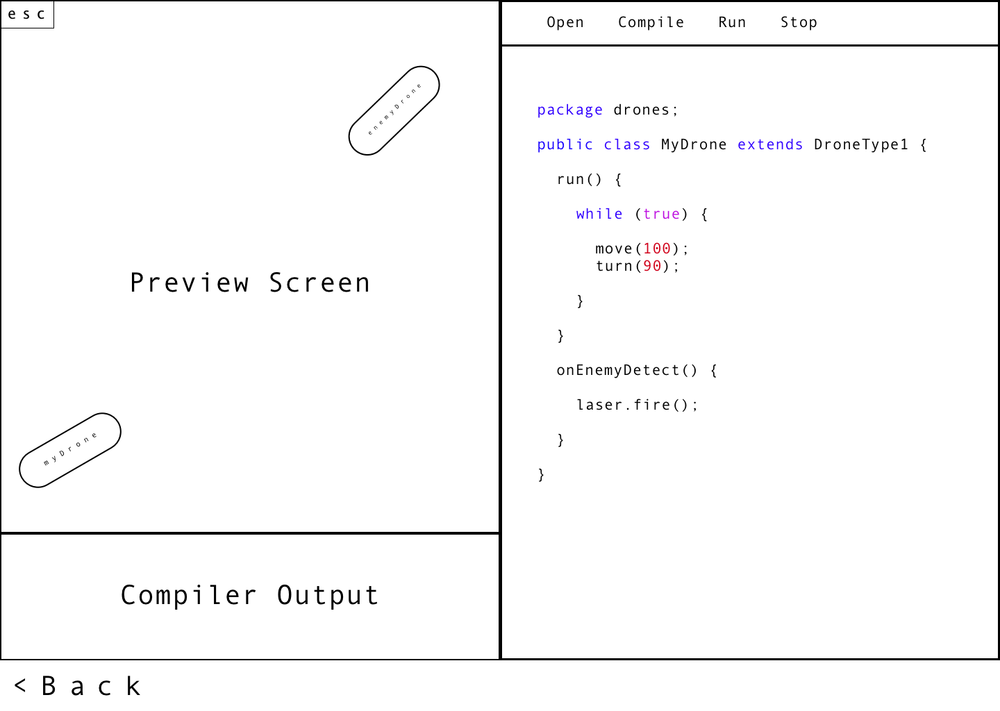 esc
enemyDrone
Preview Screen
myDrone
Compiler Output
Open Compile Run Stop
package drones;
public class MyDrone extends DroneType1 {
run() {
while (true) {
move(100);
turn(90);
}
}
onEnemyDetect() {
laser.fire();
}
}
< Back